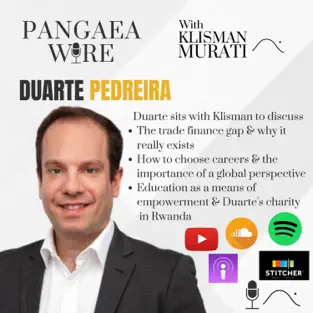 PANGAEA
WIRE
With
KLISMAN
MURATI
DUARTE PEDREIRA
Duarte sits with Klisman to discuss
• The trade finance gap & why it
really exists
• How to choose careers & the
importance of a global perspective
• Education as a means of
empowerment & Duarte's charity
in Rwanda
STITCHER